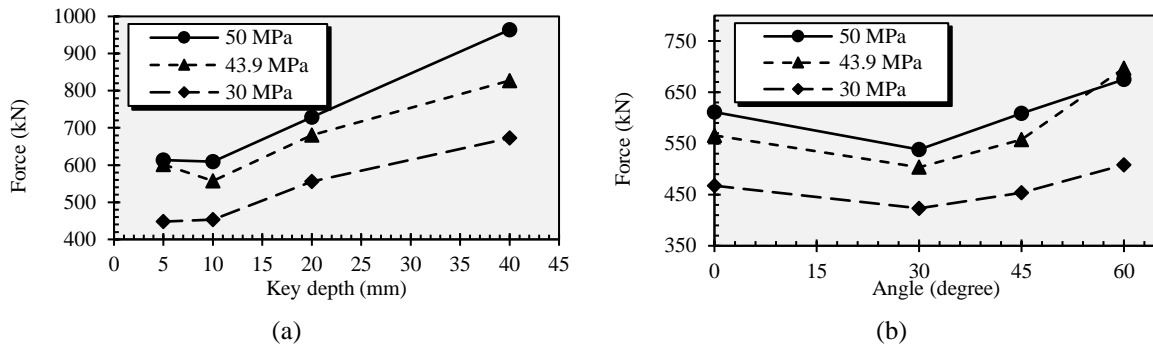 1000
900
800
700
600
500
400
Force (kN)
50 MPa
43.9 MPa
30 MPa
0 5 10 15 20 25 30 35 40 45
Key depth (mm)
(a)
750
650
550
450
350
Force (kN)
50 MPa
43.9 MPa
30 MPa
0 15 30 45 60
Angle (degree)
(b)